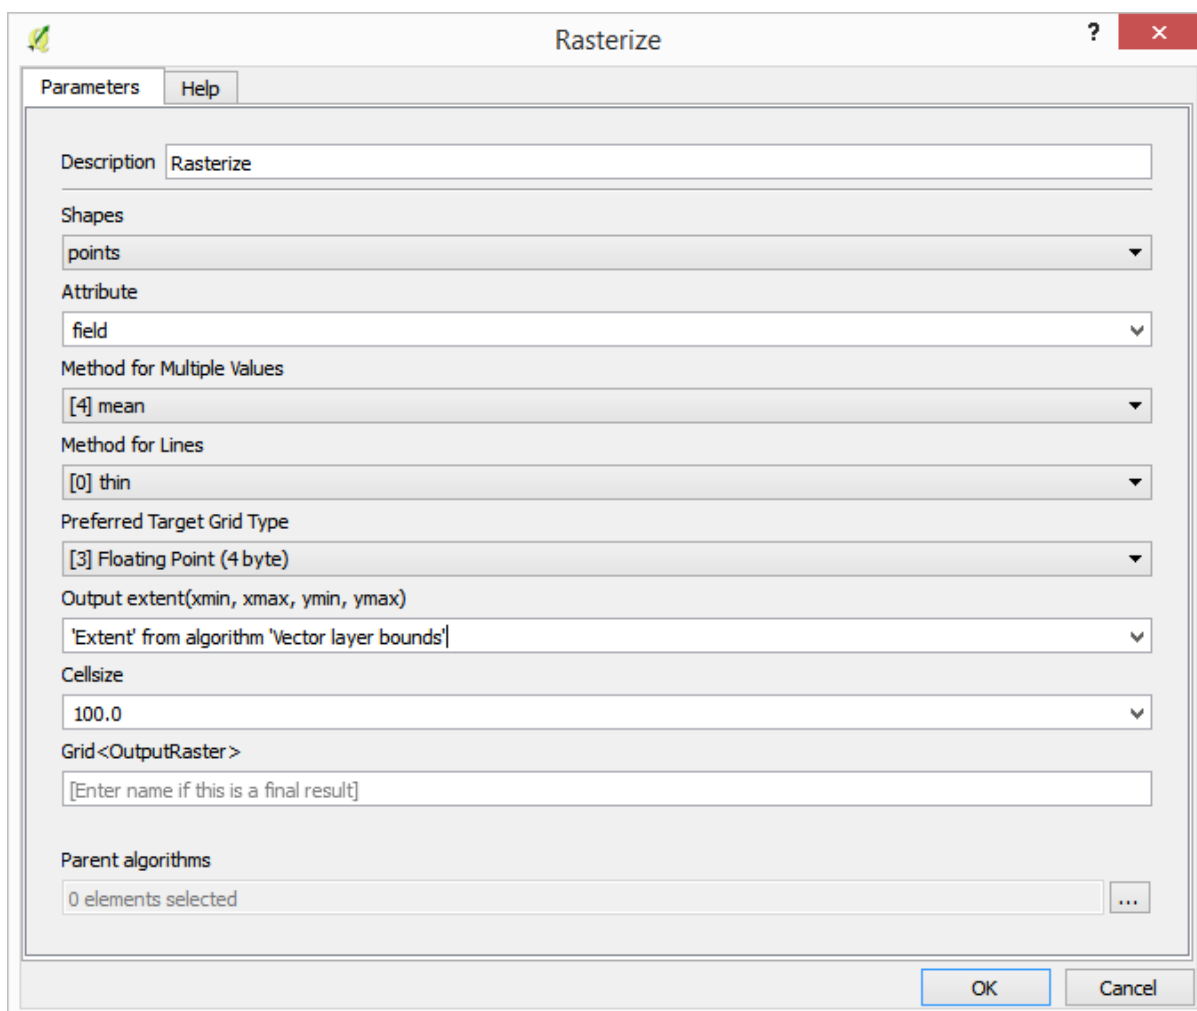 Rasterize
?
Parameters
Help
Description Rasterize
Shapes
points
Attribute
field
Method for Multiple Values
[4] mean
Method for Lines
[0] thin
Preferred Target Grid Type
[3] Floating Point (4 byte)
Output extent(xmin, xmax, ymin, ymax)
'Extent' from algorithm 'Vector layer bounds'
Cellsize
100.0
Grid<OutputRaster>
[Enter name if this is a final result]
Parent algorithms
0 elements selected
...
OK Cancel